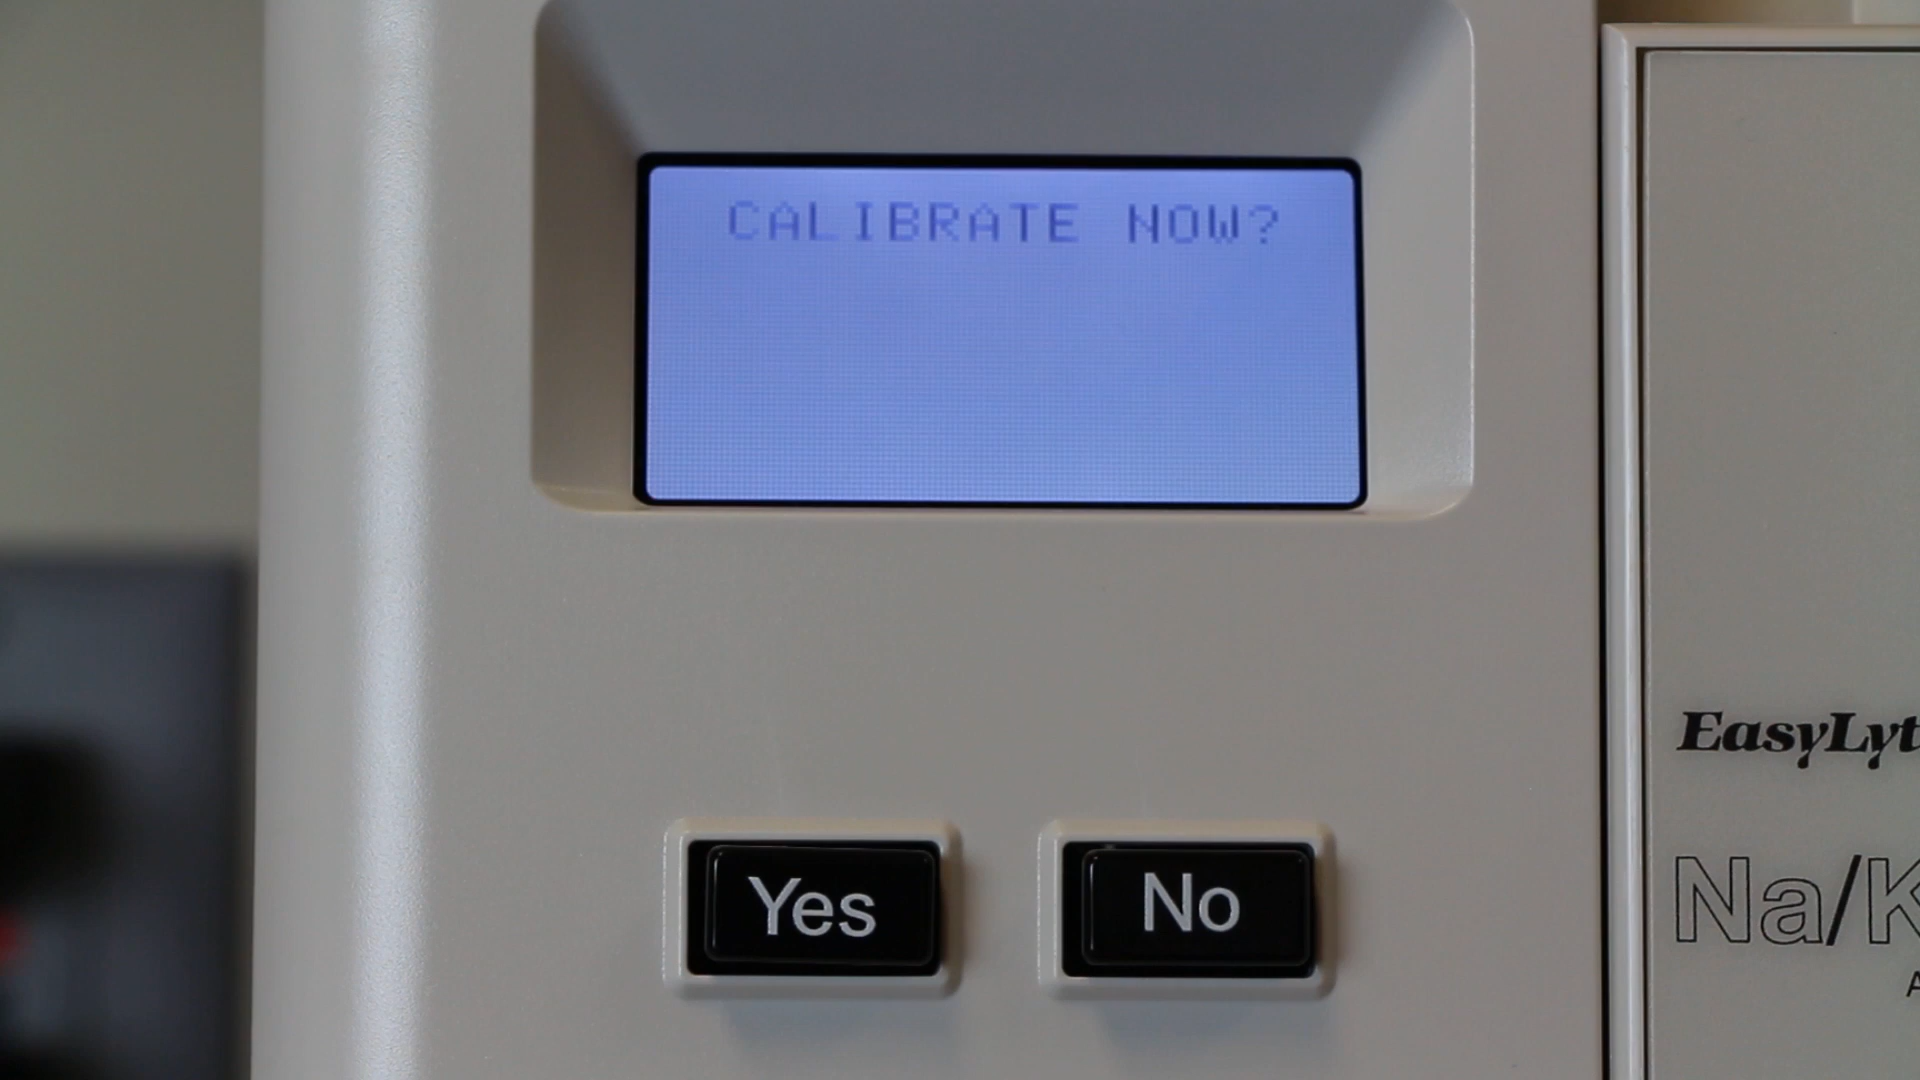 CALIBRATE NOW?
Yes
No
EasyLyt
Na/K
A